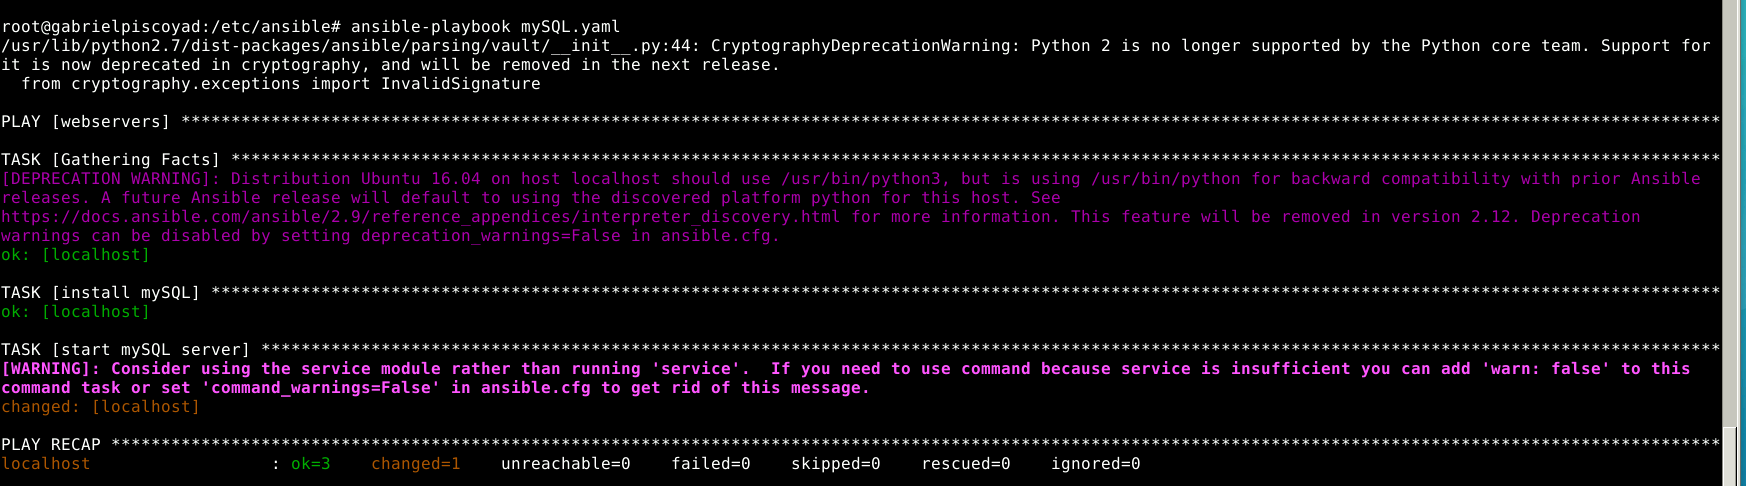 root@gabrielpiscoyad:/etc/ansible# ansible-playbook mySQL.yaml
/usr/lib/python2.7/dist-packages/ansible/parsing/vault/__init__.py:44: CryptographyDeprecationWarning: Python 2 is no longer supported by the Python core team. Support for
it is now deprecated in cryptography, and will be removed in the next release.
  from cryptography.exceptions import InvalidSignature

PLAY [webservers] **********************************************************************************************************************************************************

TASK [Gathering Facts] *****************************************************************************************************************************************************
[DEPRECATION WARNING]: Distribution Ubuntu 16.04 on host localhost should use /usr/bin/python3, but is using /usr/bin/python for backward compatibility with prior Ansible
releases. A future Ansible release will default to using the discovered platform python for this host. See
https://docs.ansible.com/ansible/2.9/reference_appendices/interpreter_discovery.html for more information. This feature will be removed in version 2.12. Deprecation
warnings can be disabled by setting deprecation_warnings=False in ansible.cfg.
ok: [localhost]

TASK [install mySQL] *******************************************************************************************************************************************************
ok: [localhost]

TASK [start mySQL server] **************************************************************************************************************************************************
[WARNING]: Consider using the service module rather than running 'service'.  If you need to use command because service is insufficient you can add 'warn: false' to this
command task or set 'command_warnings=False' in ansible.cfg to get rid of this message.
changed: [localhost]

PLAY RECAP *****************************************************************************************************************************************************************
localhost                  : ok=3    changed=1    unreachable=0    failed=0    skipped=0    rescued=0    ignored=0